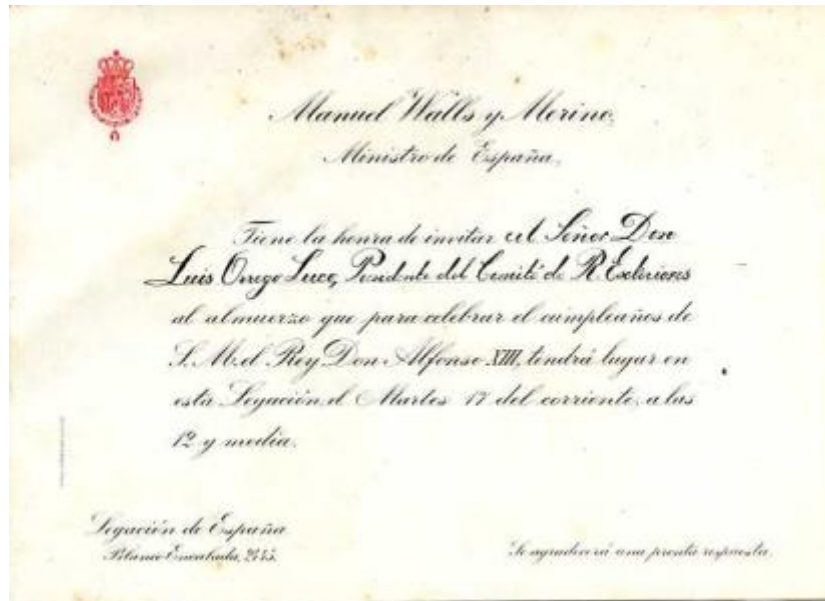 Manuel Walls y Merino,
Ministro de España,
Tiene la honra de invitar al Señor Don
Luis Orrego Luco, Presidente del Comité de R. Exteriores
al almuerzo que para celebrar el cumpleaños de
S. M. el Rey Don Alfonso XIII, tendrá lugar en
esta Legación, el Martes 17 del corriente, a las
12 y media.
Legación de España
Blanco Encalada,
Se agradecerá una pronta respuesta.